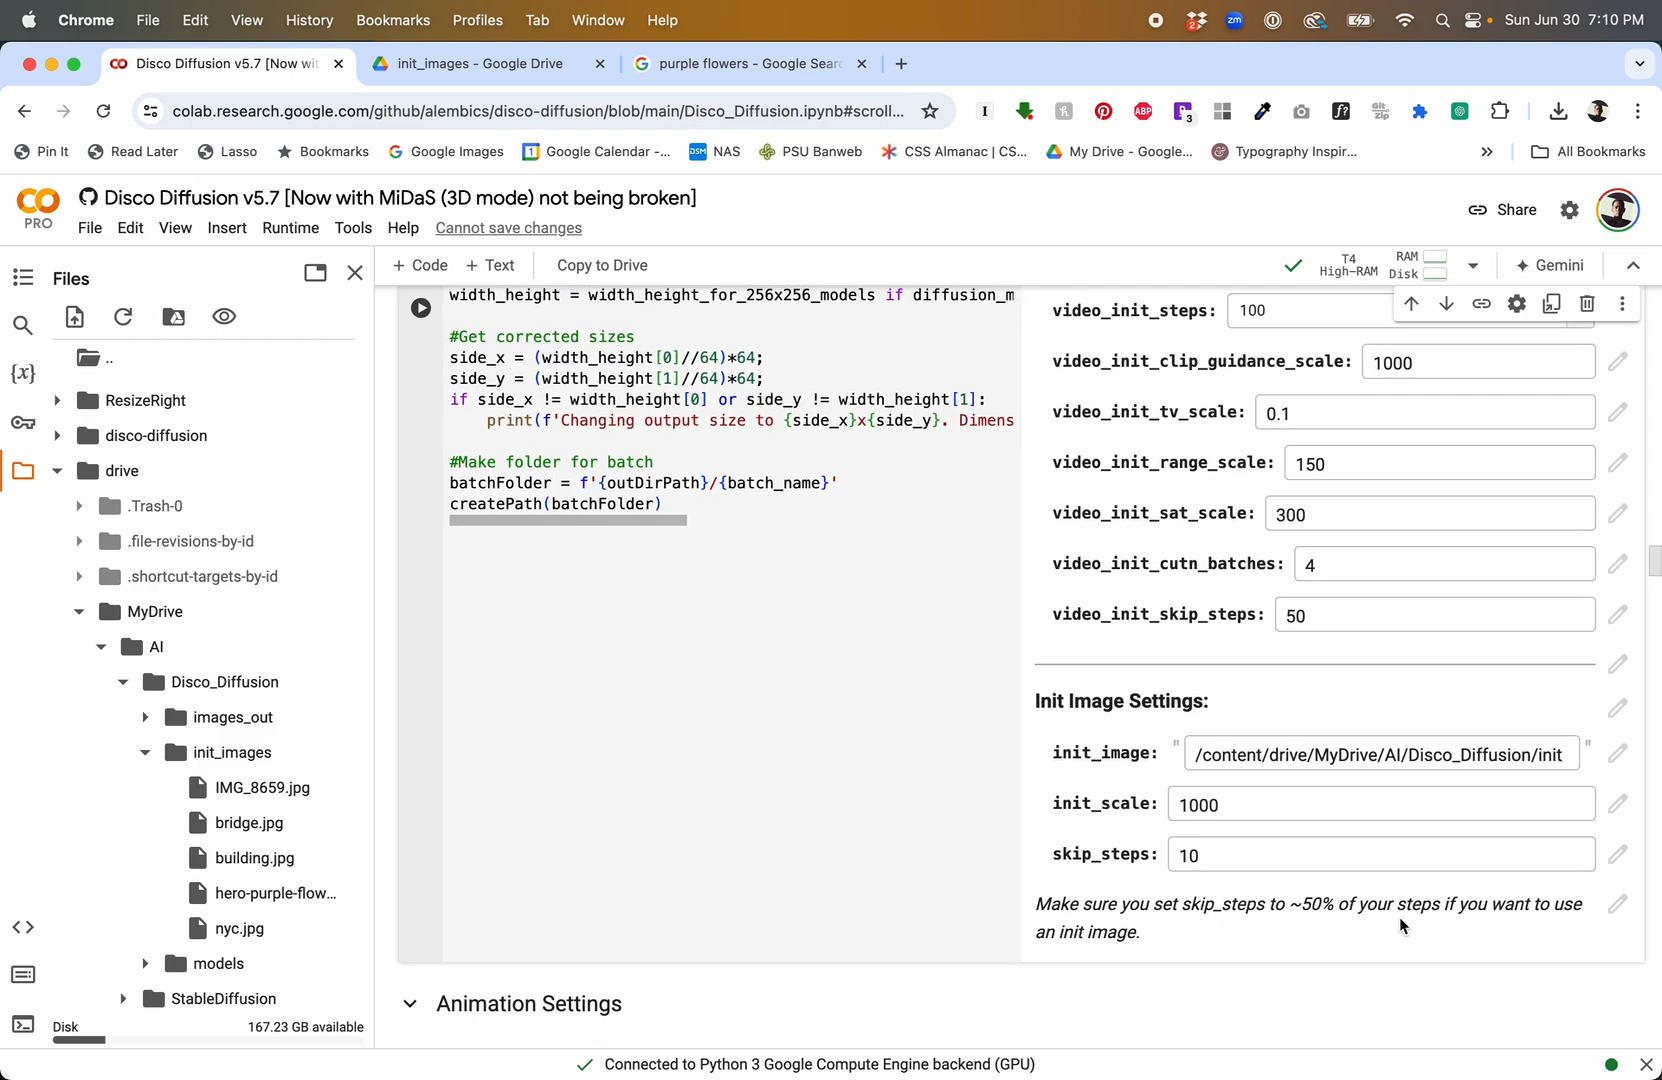 Chrome File Edit View History Bookmarks Profiles Tab Window Help
2 zm Sun Jun 30 7:10 PM
Disco Diffusion v5.7 [Now wit init_images - Google Drive purple flowers - Google Sear
colab.research.google.com/github/alembics/disco-diffusion/blob/main/Disco_Diffusion.ipynb#scroll...
ABP 3 f?
Pin It Read Later Lasso Bookmarks Google Images Google Calendar -... DSM NAS PSU Banweb CSS Almanac | CS... My Drive - Google... Typography Inspir... » All Bookmarks
Disco Diffusion v5.7 [Now with MiDaS (3D mode) not being broken]
PRO
File Edit View Insert Runtime Tools Help Cannot save changes
Share
Files
+ Code + Text Copy to Drive
T4 High-RAM RAM Disk Gemini
..
ResizeRight
disco-diffusion
drive
.Trash-0
.file-revisions-by-id
.shortcut-targets-by-id
MyDrive
AI
Disco_Diffusion
images_out
init_images
IMG_8659.jpg
bridge.jpg
building.jpg
hero-purple-flow...
nyc.jpg
models
StableDiffusion
Disk 167.23 GB available
{x}
width_height = width_height_for_256x256_models if diffusion_m
#Get corrected sizes
side_x = (width_height[0]//64)*64;
side_y = (width_height[1]//64)*64;
if side_x != width_height[0] or side_y != width_height[1]:
print(f'Changing output size to {side_x}x{side_y}. Dimens
#Make folder for batch
batchFolder = f'{outDirPath}/{batch_name}'
createPath(batchFolder)
video_init_steps: 100
video_init_clip_guidance_scale: 1000
video_init_tv_scale: 0.1
video_init_range_scale: 150
video_init_sat_scale: 300
video_init_cutn_batches: 4
video_init_skip_steps: 50
Init Image Settings:
init_image: " /content/drive/MyDrive/AI/Disco_Diffusion/init "
init_scale: 1000
skip_steps: 10
Make sure you set skip_steps to ~50% of your steps if you want to use
an init image.
Animation Settings
Connected to Python 3 Google Compute Engine backend (GPU)